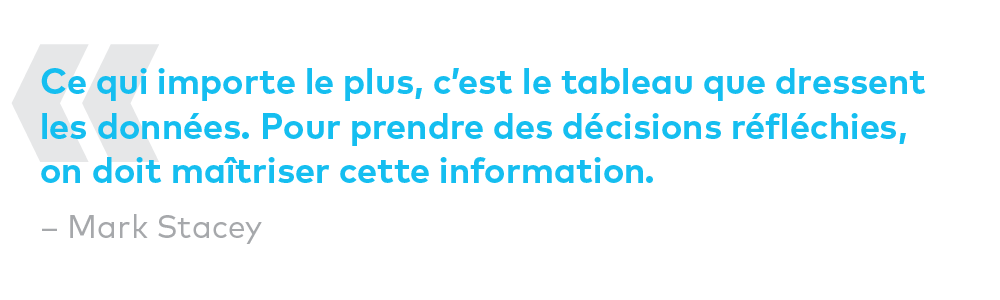 Ce qui importe le plus, c’est le tableau que dressent
les données. Pour prendre des décisions réfléchies,
on doit maîtriser cette information.
– Mark Stacey